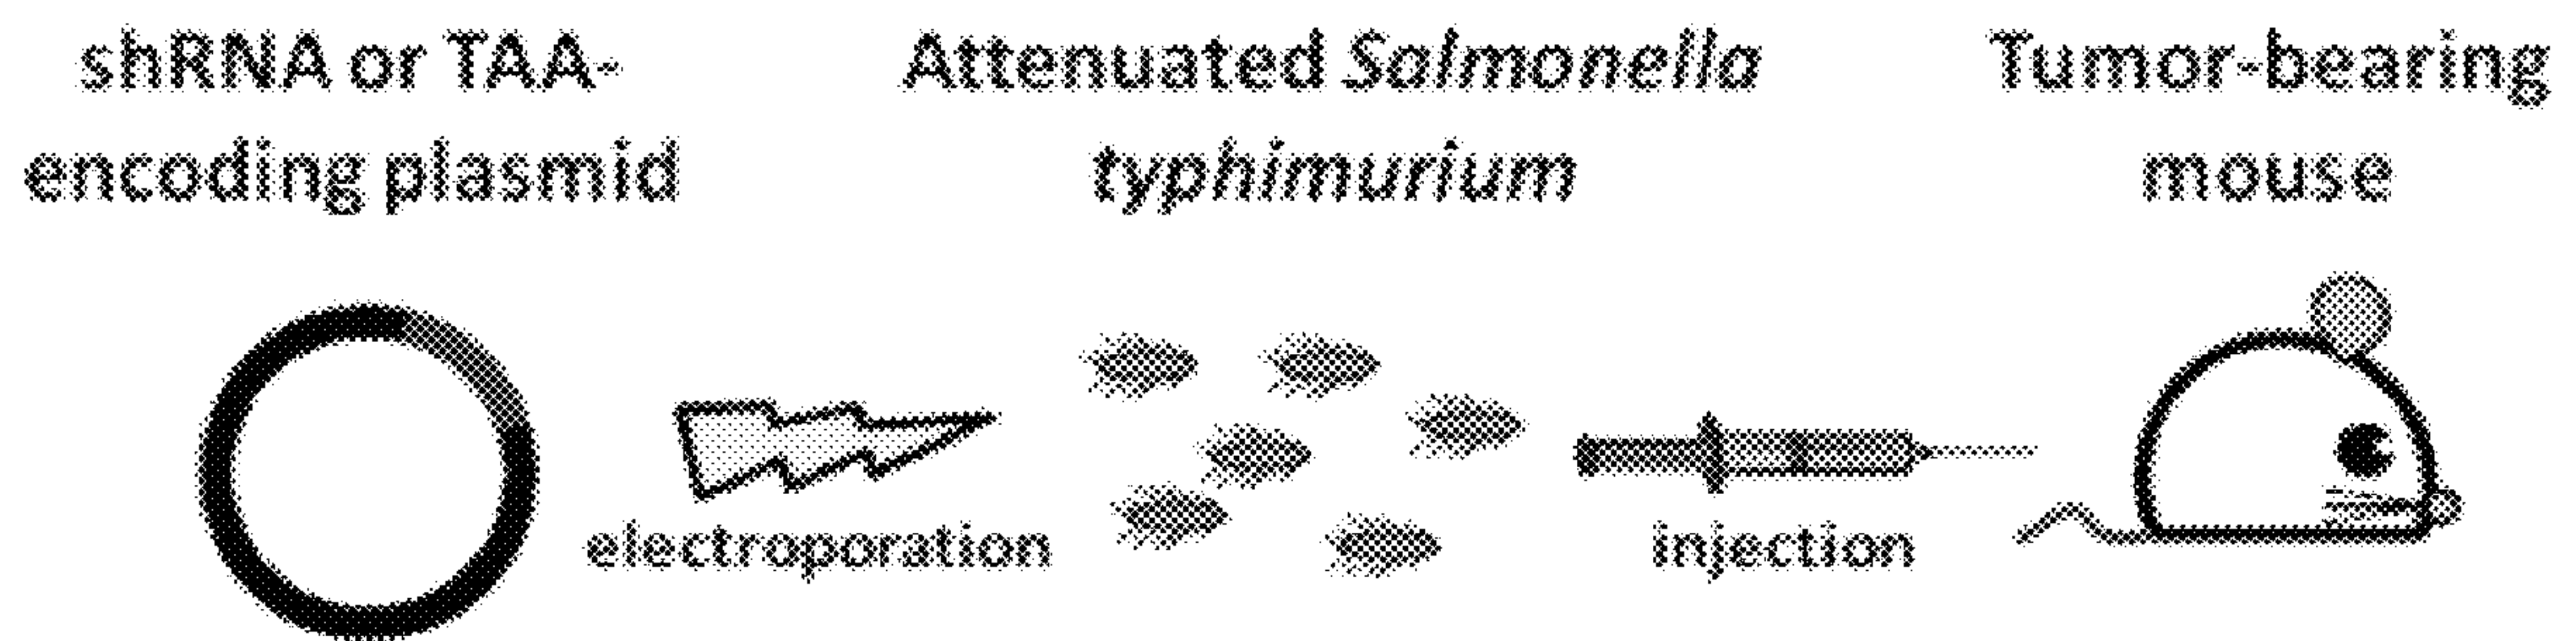 shRNA or TAA-
encoding plasmid
Attenuated Salmonella
typhimurium
Tumor-bearing
mouse
electroporation
injection